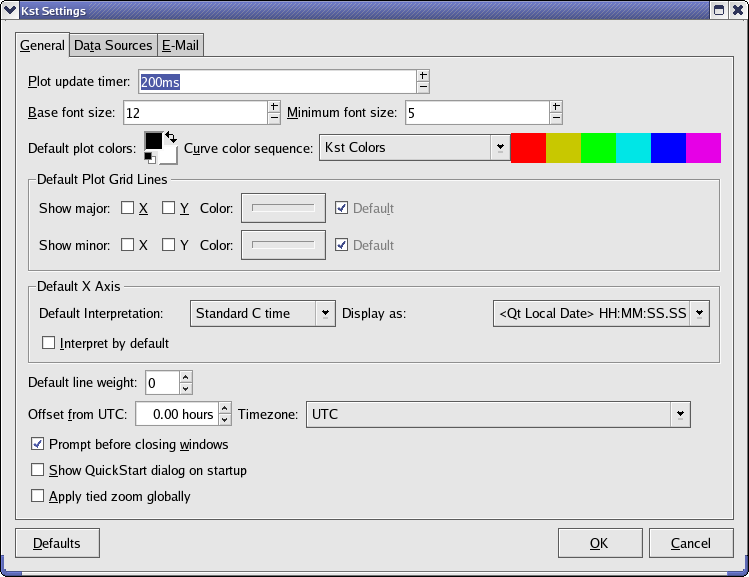 Kst Settings
General Data Sources E-Mail
Plot update timer: 200ms
Base font size: 12 Minimum font size: 5
Default plot colors: Curve color sequence: Kst Colors
Default Plot Grid Lines
Show major: X Y Color: Default
Show minor: X Y Color: Default
Default X Axis
Default Interpretation: Standard C time Display as: <Qt Local Date> HH:MM:SS.SS
Interpret by default
Default line weight: 0
Offset from UTC: 0.00 hours Timezone: UTC
Prompt before closing windows
Show QuickStart dialog on startup
Apply tied zoom globally
Defaults OK Cancel